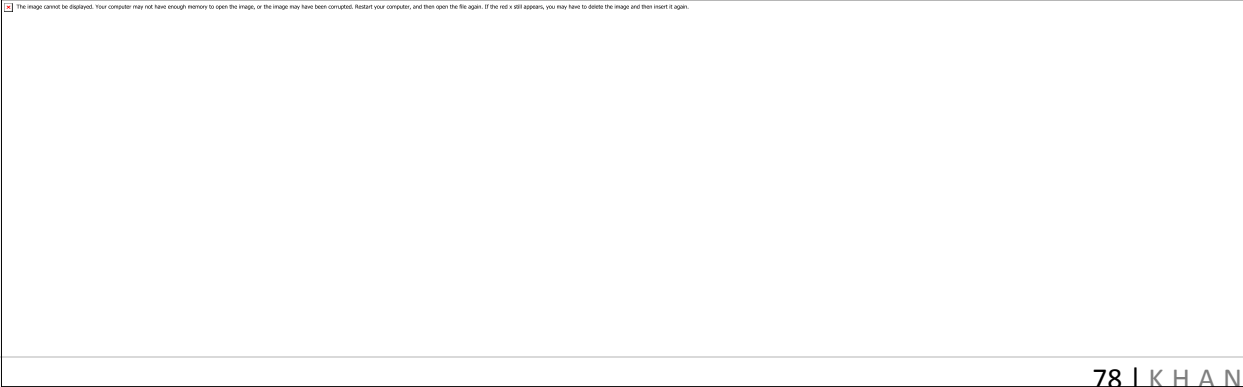 The image cannot be displayed. Your computer may not have enough memory to open the image, or the image may have been corrupted. Restart your computer, and then open the file again. If the red x still appears, you may have to delete the image and then insert it again.
78 | K H A N